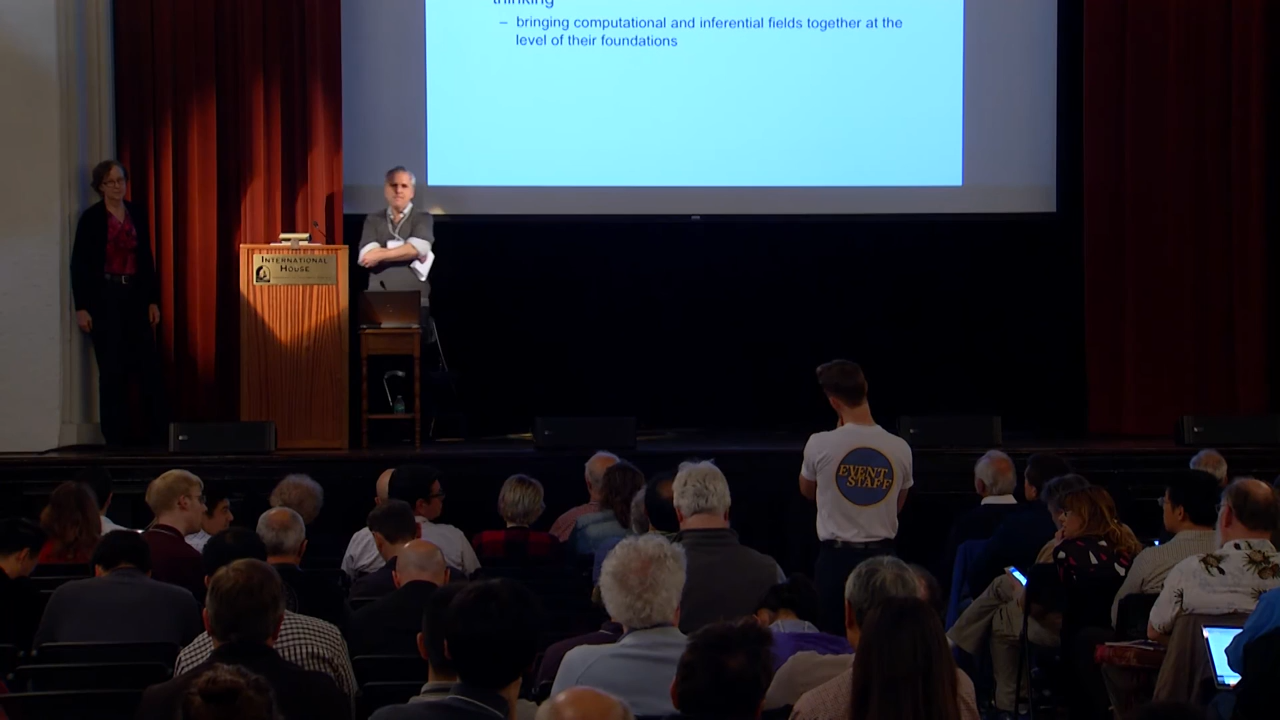 thinking
– bringing computational and inferential fields together at the
level of their foundations
INTERNATIONAL
HOUSE
EVENT
STAFF